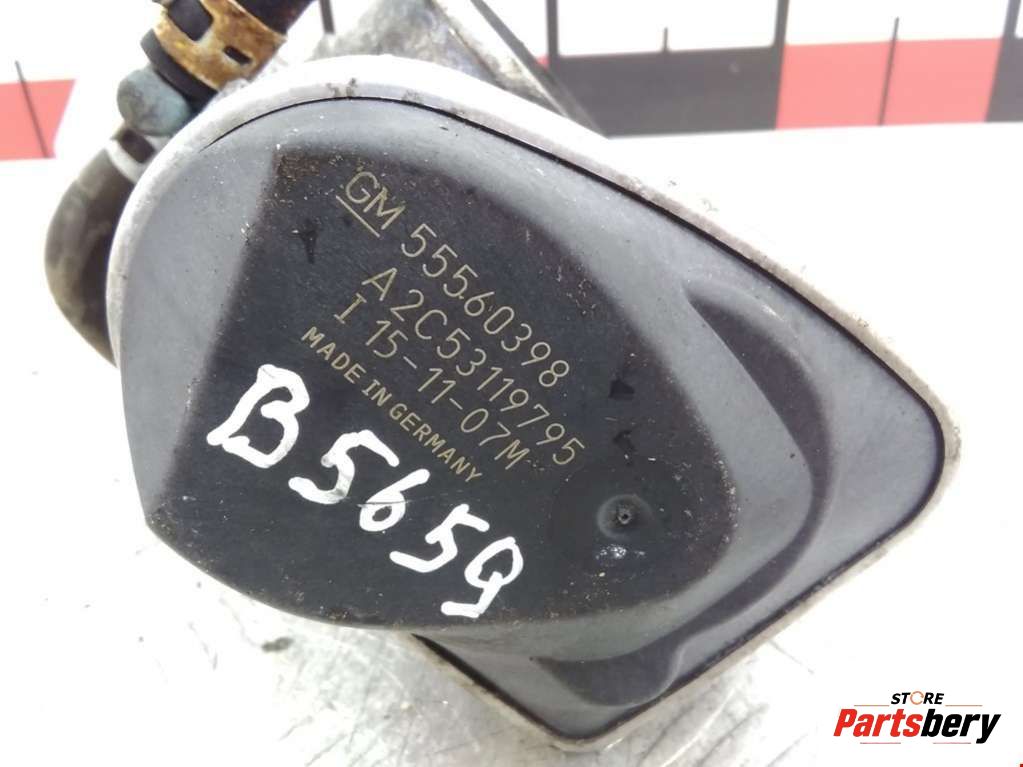 GM 55560398
A2C53119795
I 15-11-07M
MADE IN GERMANY
B5659
STORE
Partsbery